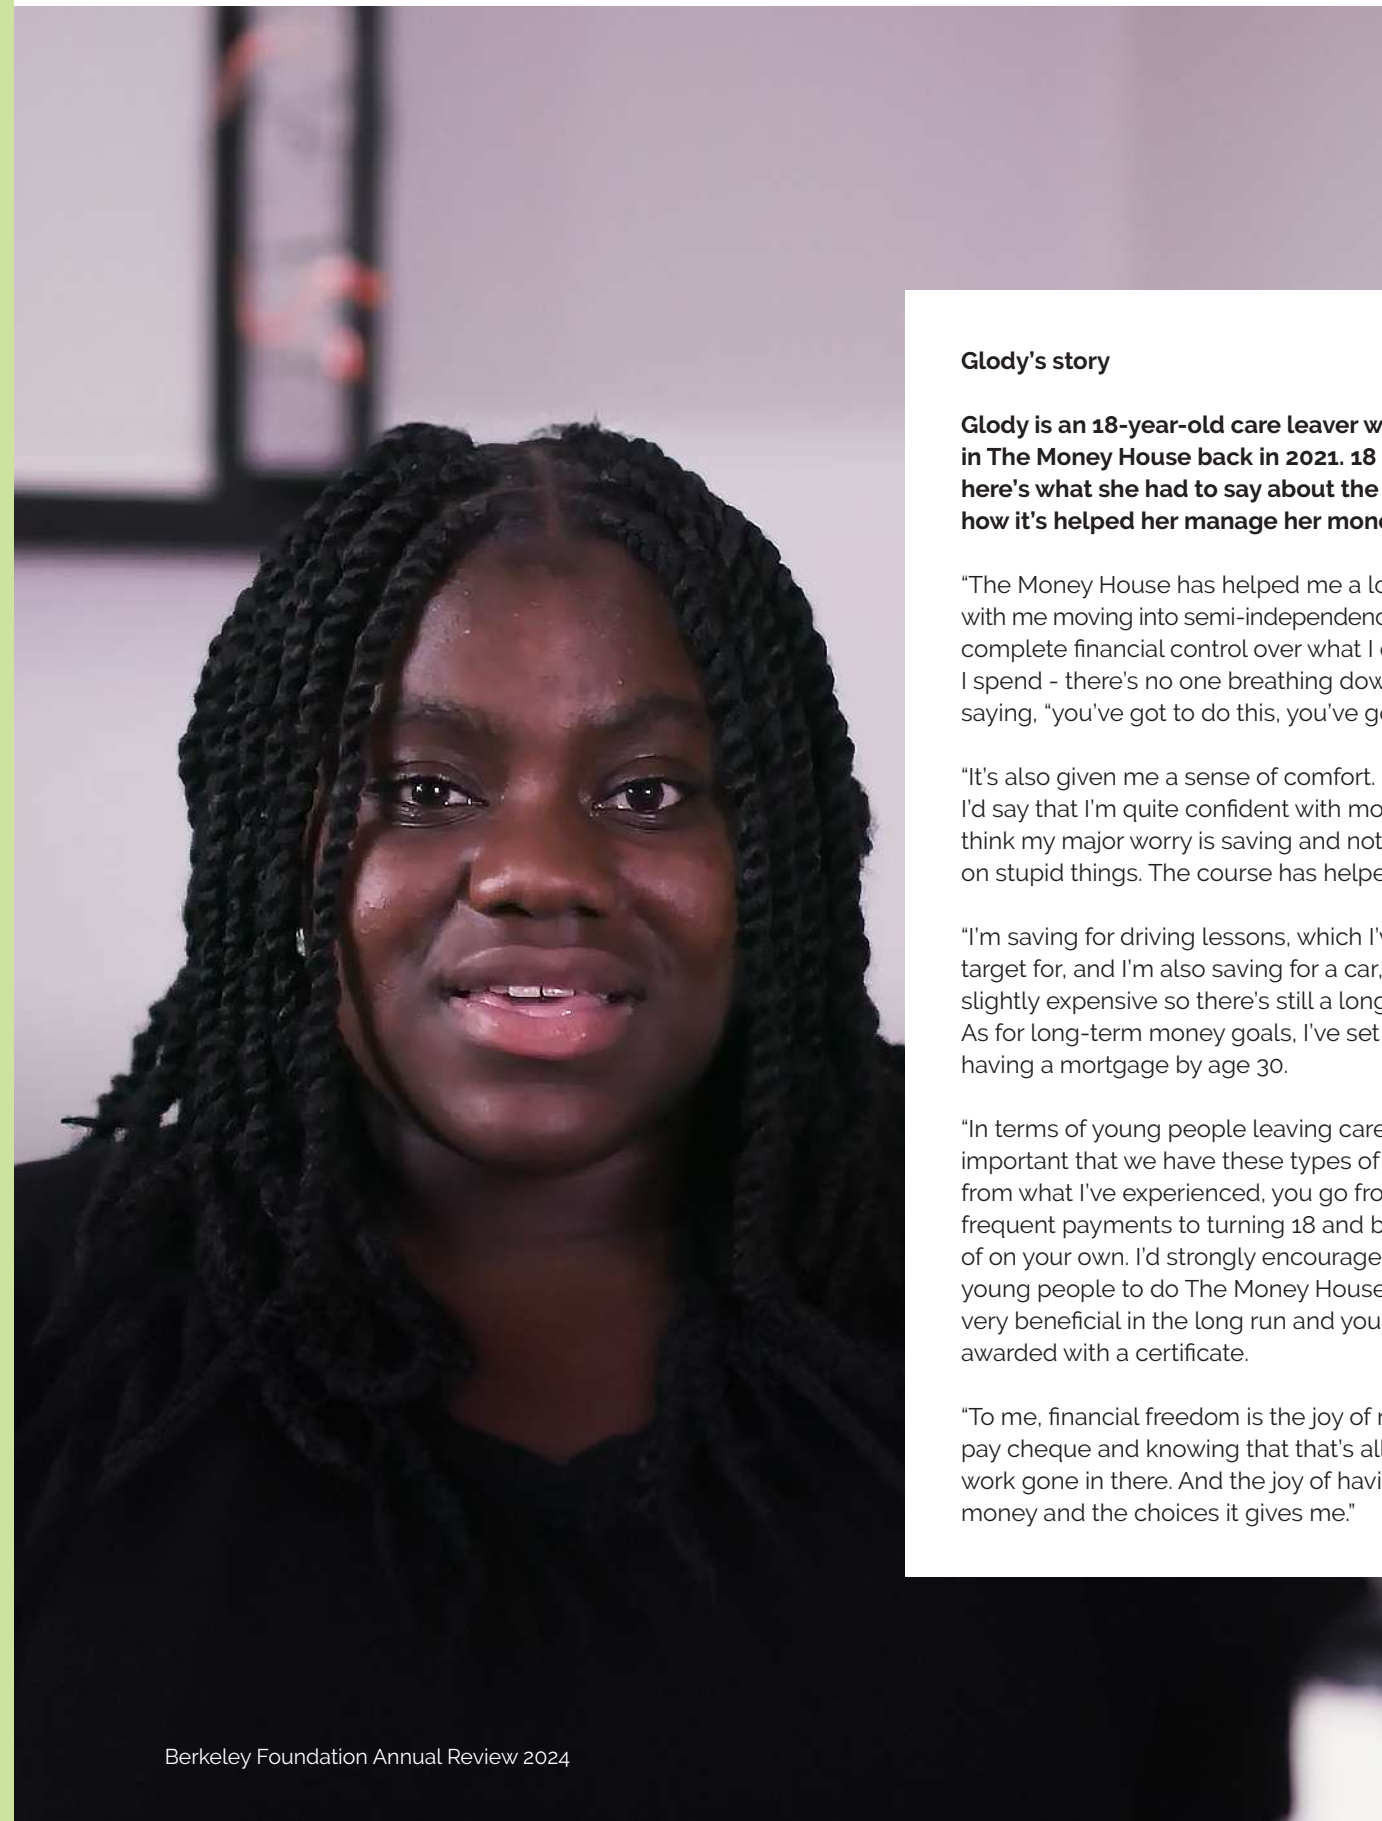 Glody’s story
Glody is an 18-year-old care leaver w
in The Money House back in 2021. 18
here’s what she had to say about the
how it’s helped her manage her mon
“The Money House has helped me a lo
with me moving into semi-independenc
complete financial control over what I
I spend - there’s no one breathing dow
saying, “you’ve got to do this, you’ve g
“It’s also given me a sense of comfort.
I’d say that I’m quite confident with mo
think my major worry is saving and not
on stupid things. The course has helpe
“I’m saving for driving lessons, which I’v
target for, and I’m also saving for a car,
slightly expensive so there’s still a long
As for long-term money goals, I’ve set
having a mortgage by age 30.
“In terms of young people leaving care
important that we have these types of
from what I’ve experienced, you go fro
frequent payments to turning 18 and b
of on your own. I’d strongly encourage
young people to do The Money House
very beneficial in the long run and you
awarded with a certificate.
“To me, financial freedom is the joy of
pay cheque and knowing that that’s all
work gone in there. And the joy of havi
money and the choices it gives me.”
Berkeley Foundation Annual Review 2024